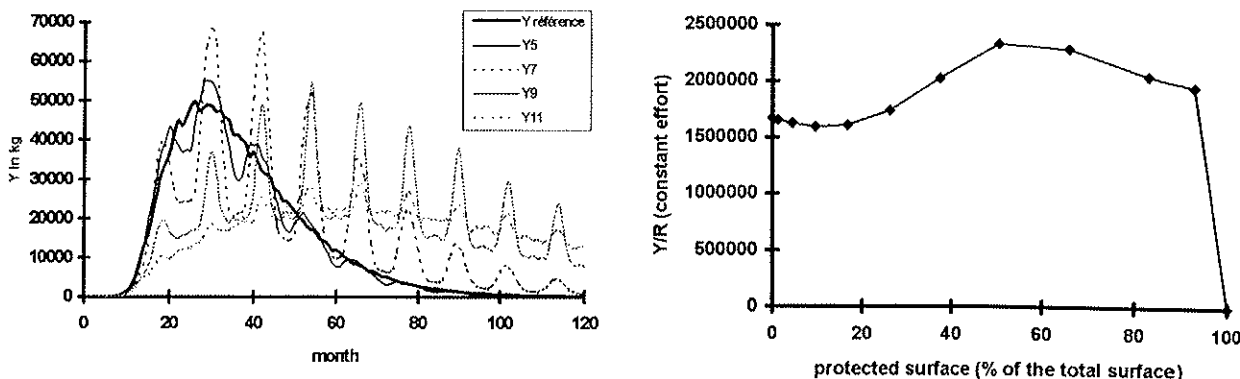 70000
60000
50000
40000
30000
20000
10000
0
Y in kg
0 20 40 60 80 100 120
month
Y référence
Y5
Y7
Y9
Y11
2500000
2000000
1500000
1000000
500000
0
Y/R (constant effort)
0 20 40 60 80 100
protected surface (% of the total surface)